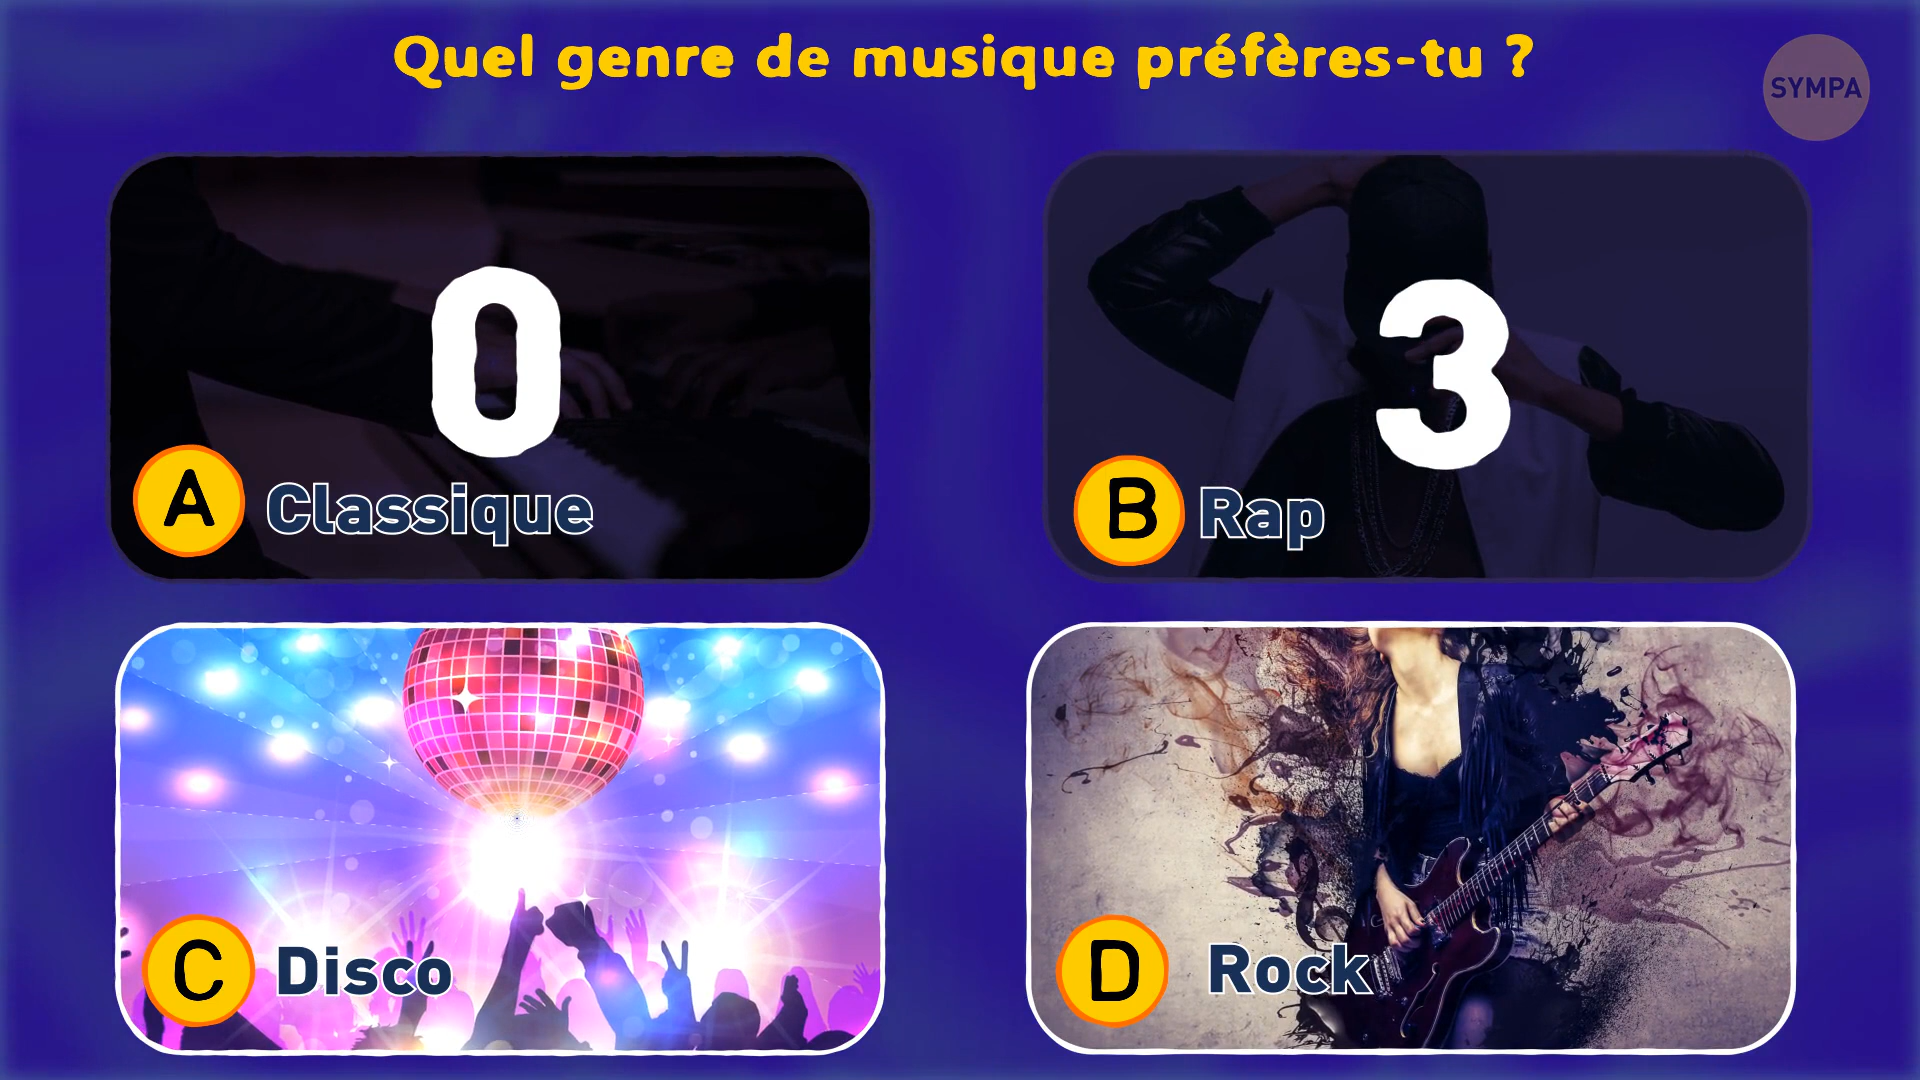 Quel genre de musique préfères-tu ?
SYMPA
0
3
A Classique
B Rap
C Disco
D Rock